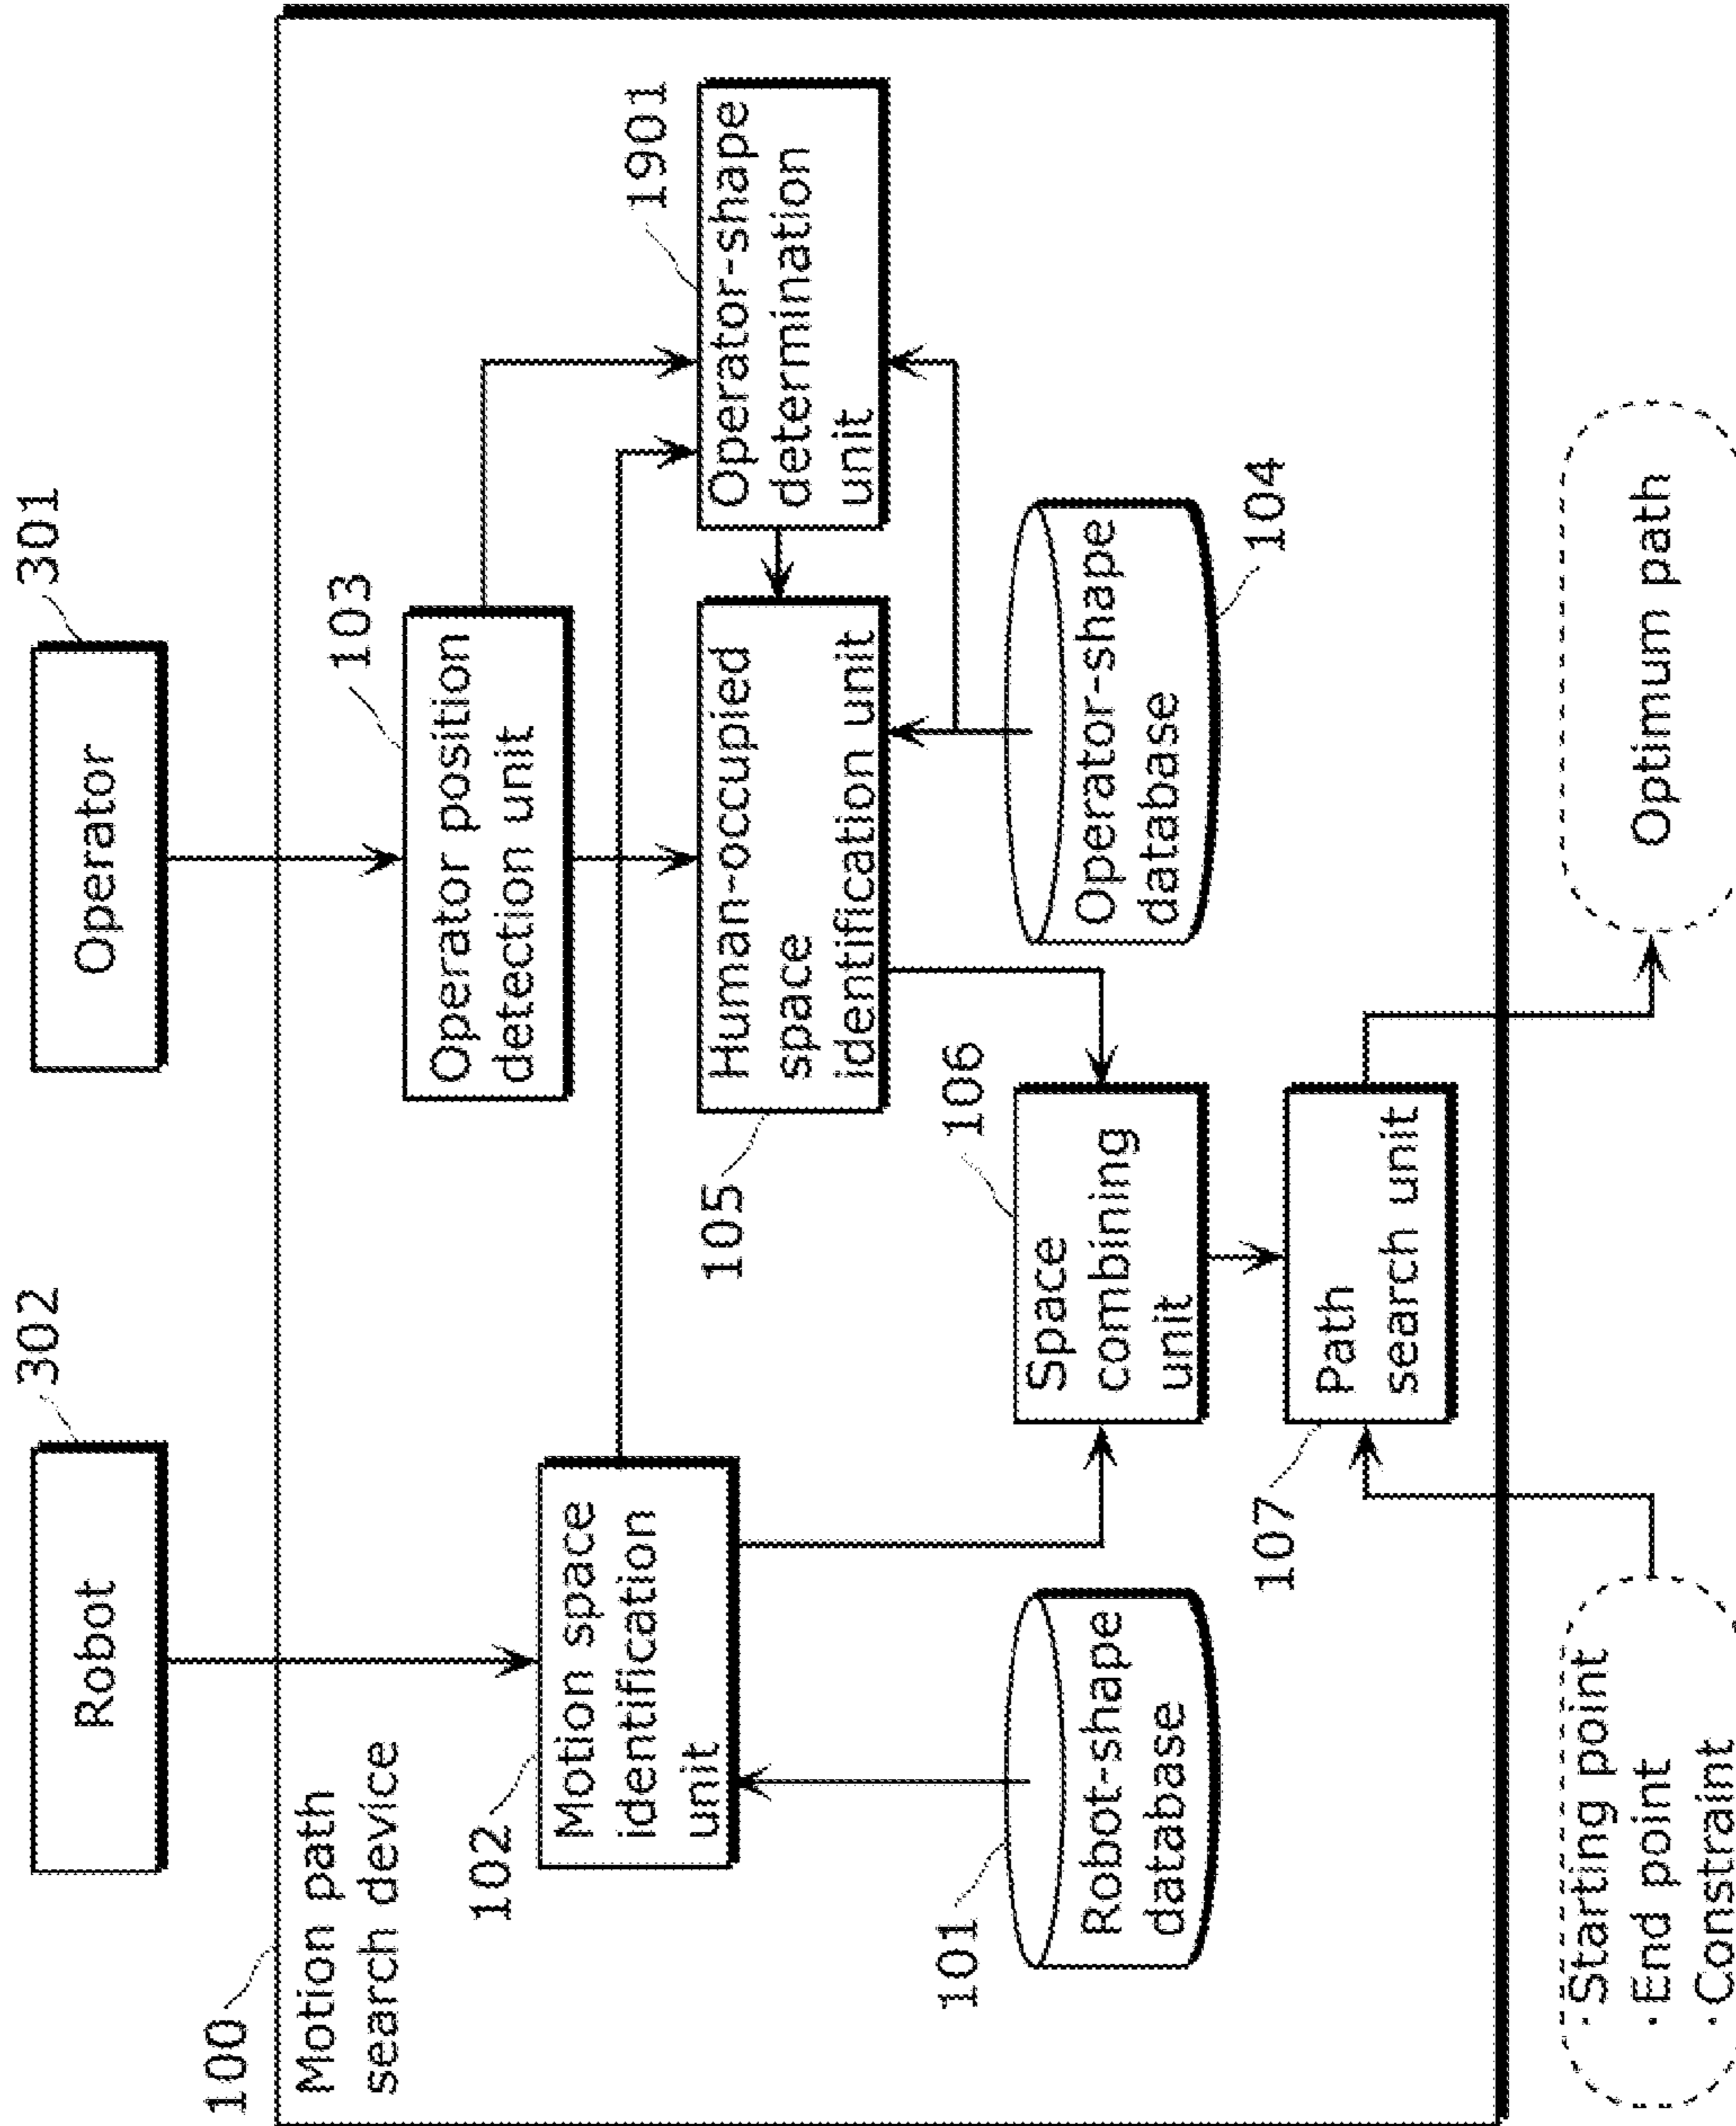 302
Robot
301
Operator
100
Motion path
search device
103
Operator position
detection unit
102
Motion space
identification
unit
105
Human-occupied
space
identification unit
1901
Operator-shape
determination
unit
101
Robot-shape
database
106
Space
combining
unit
Operator-shape
database
104
107
Path
search unit
· Starting point
· End point
· Constraint
Optimum path